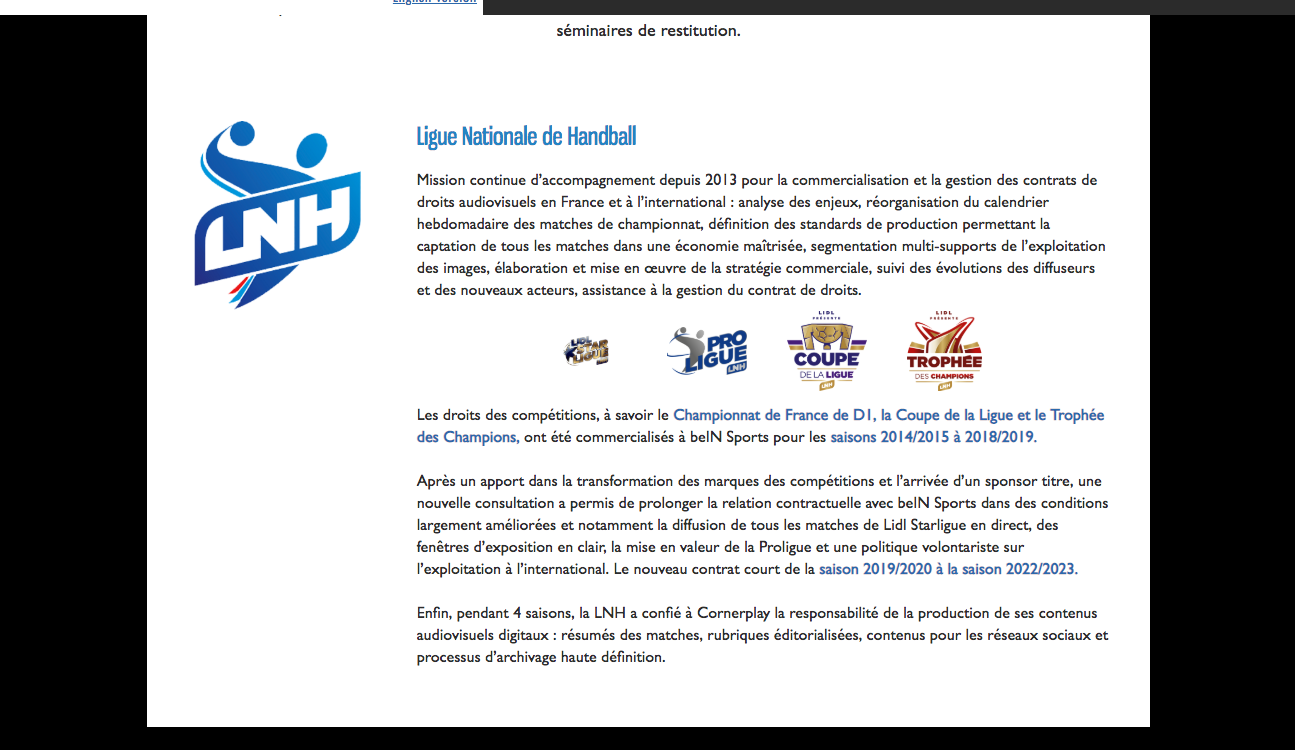 English version
séminaires de restitution.
LNH
Ligue Nationale de Handball
Mission continue d’accompagnement depuis 2013 pour la commercialisation et la gestion des contrats de
droits audiovisuels en France et à l’international : analyse des enjeux, réorganisation du calendrier
hebdomadaire des matches de championnat, définition des standards de production permettant la
captation de tous les matches dans une économie maîtrisée, segmentation multi-supports de l’exploitation
des images, élaboration et mise en œuvre de la stratégie commerciale, suivi des évolutions des diffuseurs
et des nouveaux acteurs, assistance à la gestion du contrat de droits.
LIDL
STAR
LIGUE
PRO
LIGUE
LNH
LIDL
PRÉSENTE
COUPE
DE LA LIGUE
LNH
LIDL
PRÉSENTE
TROPHÉE
DES CHAMPIONS
LNH
Les droits des compétitions, à savoir le Championnat de France de D1, la Coupe de la Ligue et le Trophée
des Champions, ont été commercialisés à beIN Sports pour les saisons 2014/2015 à 2018/2019.
Après un apport dans la transformation des marques des compétitions et l’arrivée d’un sponsor titre, une
nouvelle consultation a permis de prolonger la relation contractuelle avec beIN Sports dans des conditions
largement améliorées et notamment la diffusion de tous les matches de Lidl Starligue en direct, des
fenêtres d’exposition en clair, la mise en valeur de la Proligue et une politique volontariste sur
l’exploitation à l’international. Le nouveau contrat court de la saison 2019/2020 à la saison 2022/2023.
Enfin, pendant 4 saisons, la LNH a confié à Cornerplay la responsabilité de la production de ses contenus
audiovisuels digitaux : résumés des matches, rubriques éditorialisées, contenus pour les réseaux sociaux et
processus d’archivage haute définition.